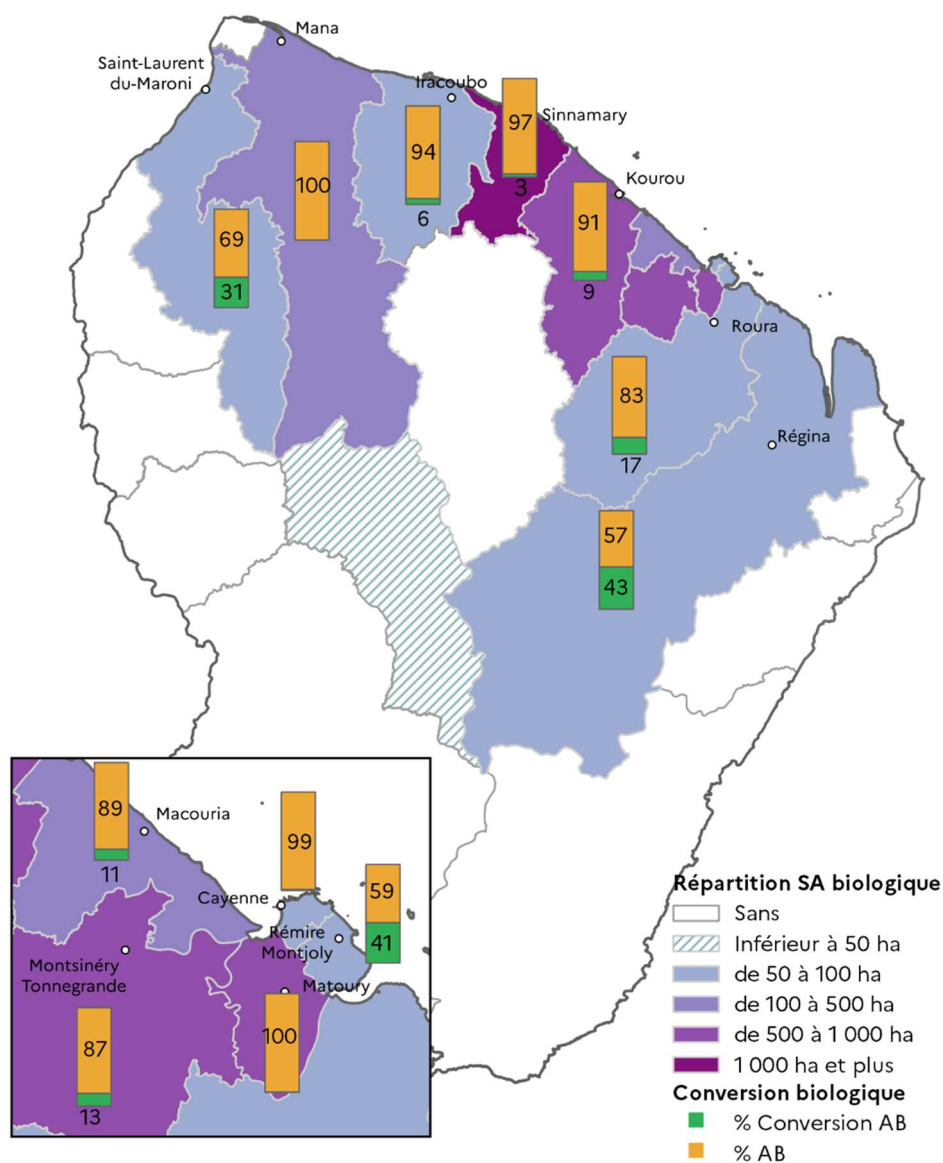 Mana
Saint-Laurent
du-Maroni
Iracoubo
Sinnamary
97
94
3
100
Kourou
6
91
69
31
9
Roura
83
Régina
17
57
43
89
Macouria
11
99
59
Cayenne
41
Rémire
Montjoly
Montsinéry
Tonnegrande
Matoury
100
87
13
Répartition SA biologique
Sans
Inférieur à 50 ha
de 50 à 100 ha
de 100 à 500 ha
de 500 à 1 000 ha
1 000 ha et plus
Conversion biologique
% Conversion AB
% AB